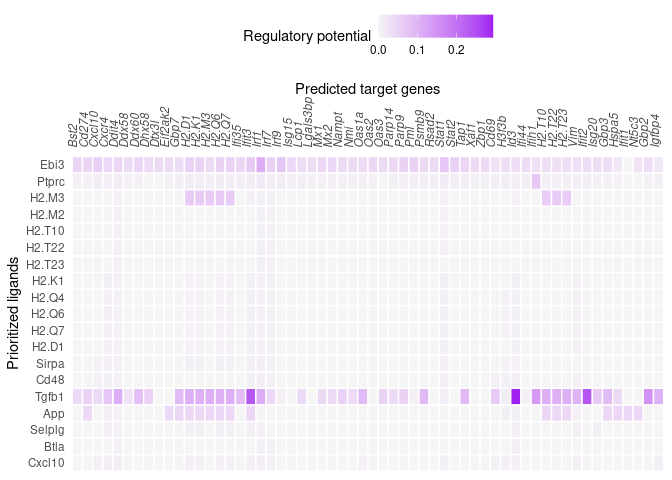 Regulatory potential
0.0 0.1 0.2
Predicted target genes
Bst2
Cd274
Cxcl10
Cxcr4
Ddit4
Ddx58
Ddx60
Dhx58
Dtx3l
Eif2ak2
Gbp7
H2.D1
H2.K1
H2.M3
H2.Q6
H2.Q7
Ifi35
Ifit3
Irf1
Irf7
Irf9
Isg15
Lcp1
Lgals3bp
Mx1
Mx2
Nampt
Nmi
Oas1a
Oas2
Oas3
Parp14
Parp9
Pml
Psmb9
Rsad2
Stat1
Stat2
Tap1
Xaf1
Zbp1
Cd69
H3f3b
Id3
Ifi44
Ifih1
H2.T10
H2.T22
H2.T23
Vim
Ifit2
Isg20
Gbp3
Hspa5
Ifit1
Nt5c3
Gbp2
Igfbp4
Prioritized ligands
Ebi3
Ptprc
H2.M3
H2.M2
H2.T10
H2.T22
H2.T23
H2.K1
H2.Q4
H2.Q6
H2.Q7
H2.D1
Sirpa
Cd48
Tgfb1
App
Selplg
Btla
Cxcl10